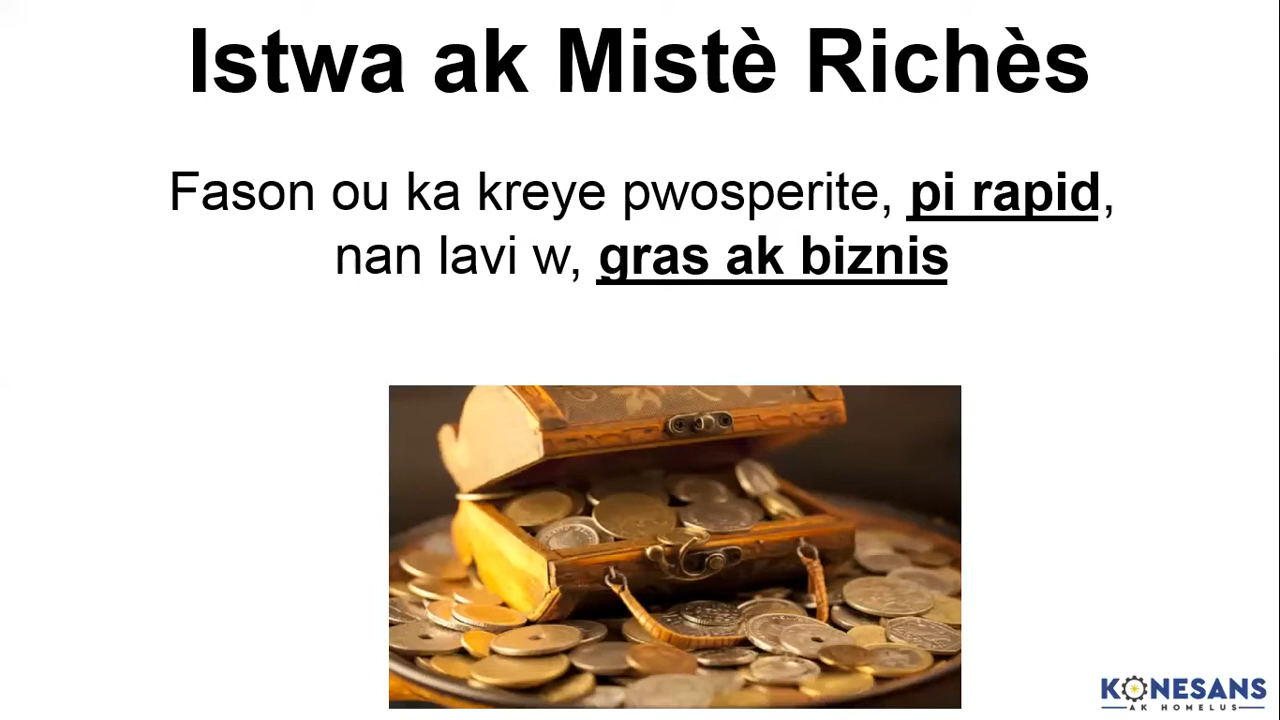 Istwa ak Mistè Richès
Fason ou ka kreye pwosperite, pi rapid,
nan lavi w, gras ak biznis
KONESANS
AK HOMELUS